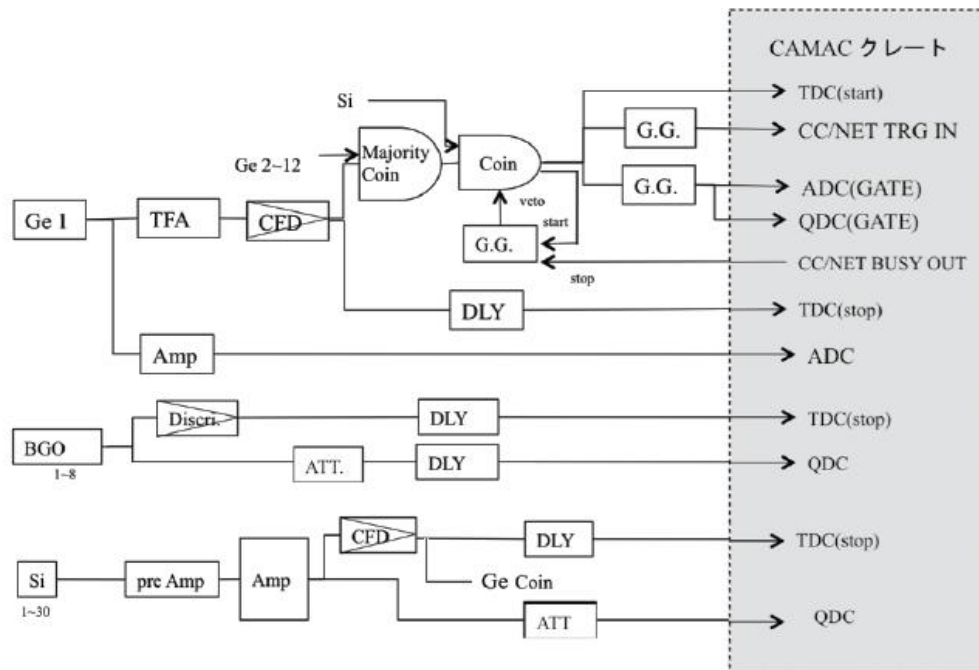 CAMAC クレート
Si
TDC(start)
G.G.
CC/NET TRG IN
Ge 2~12
Majority
Coin
Coin
G.G.
ADC(GATE)
QDC(GATE)
veto
start
Ge 1
TFA
CFD
G.G.
stop
CC/NET BUSY OUT
DLY
TDC(stop)
Amp
ADC
Discri.
DLY
TDC(stop)
BGO
1~8
ATT.
DLY
QDC
CFD
DLY
TDC(stop)
Si
1~30
pre Amp
Amp
Ge Coin
ATT
QDC